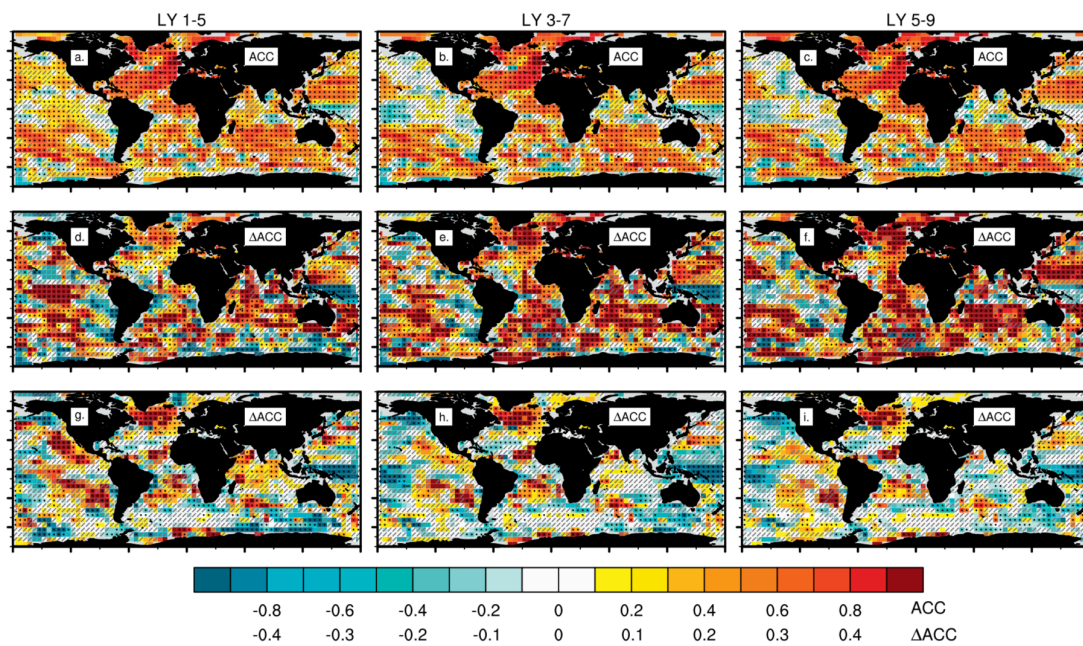 LY 1-5 LY 3-7 LY 5-9
a. ACC b. ACC c. ACC
d. ΔACC e. ΔACC f. ΔACC
g. ΔACC h. ΔACC i. ΔACC
-0.8 -0.6 -0.4 -0.2 0 0.2 0.4 0.6 0.8 ACC
-0.4 -0.3 -0.2 -0.1 0 0.1 0.2 0.3 0.4 ΔACC